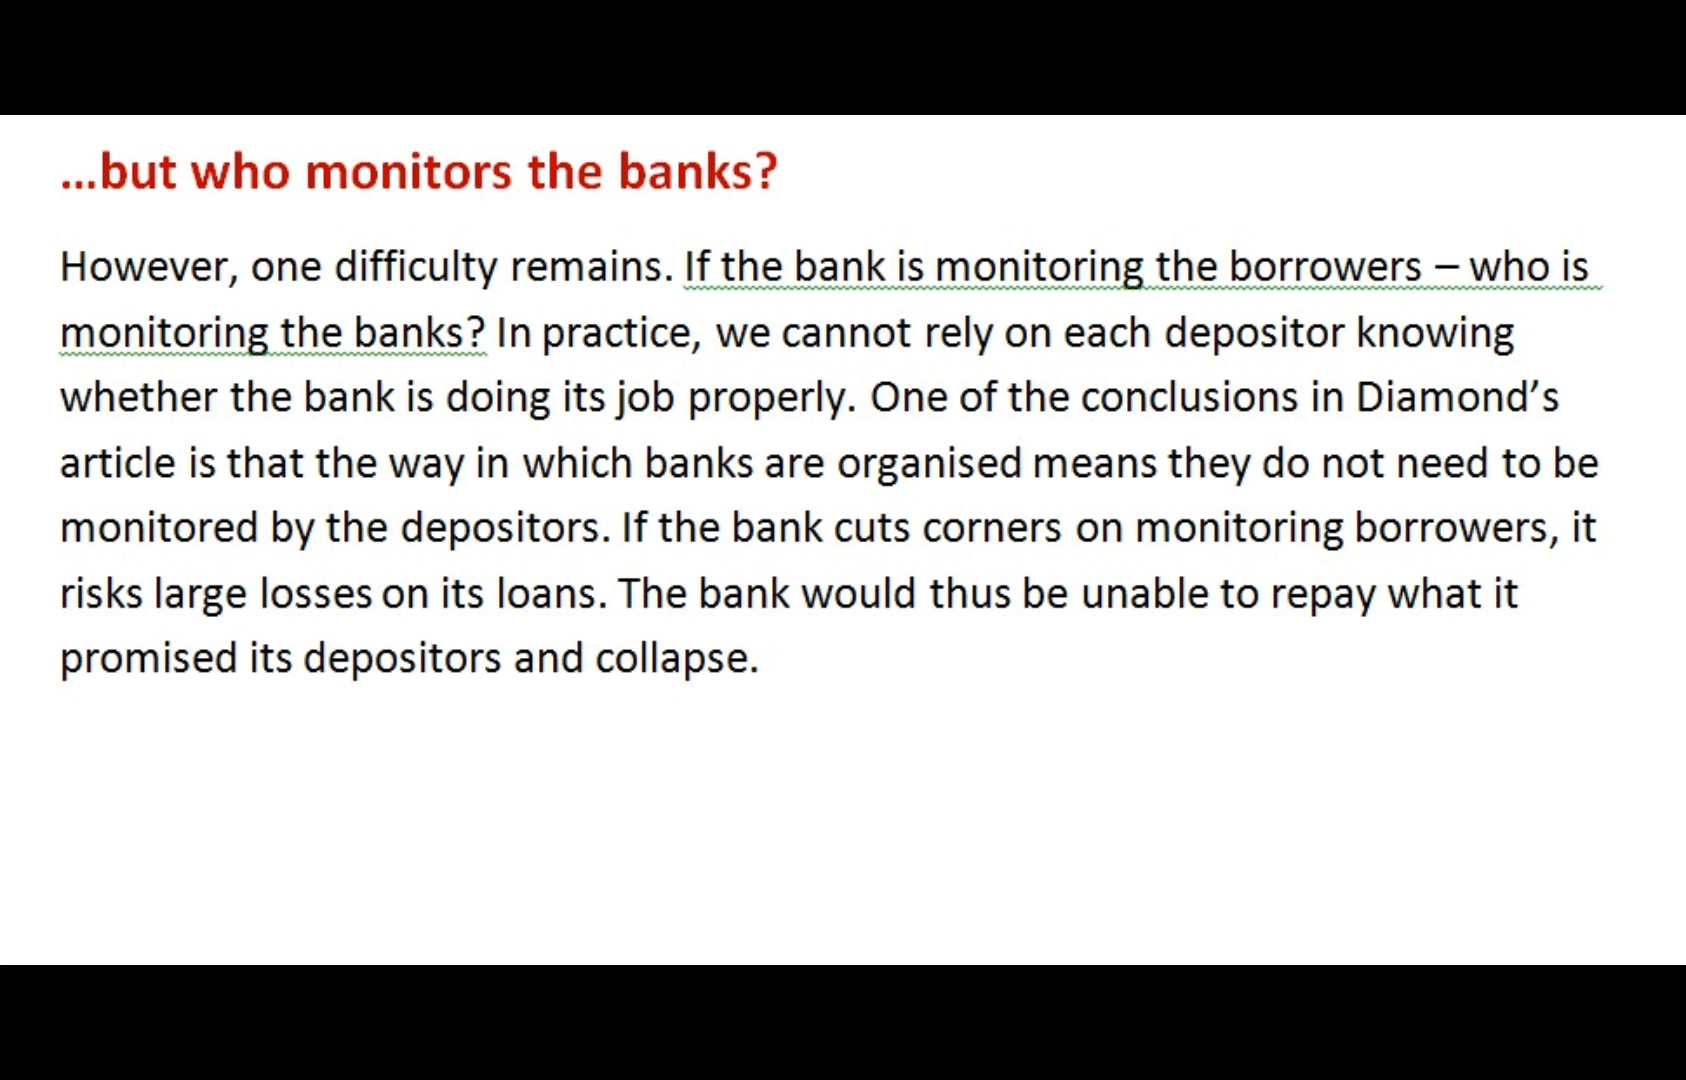 ...but who monitors the banks?
However, one difficulty remains. If the bank is monitoring the borrowers – who is
monitoring the banks? In practice, we cannot rely on each depositor knowing
whether the bank is doing its job properly. One of the conclusions in Diamond’s
article is that the way in which banks are organised means they do not need to be
monitored by the depositors. If the bank cuts corners on monitoring borrowers, it
risks large losses on its loans. The bank would thus be unable to repay what it
promised its depositors and collapse.